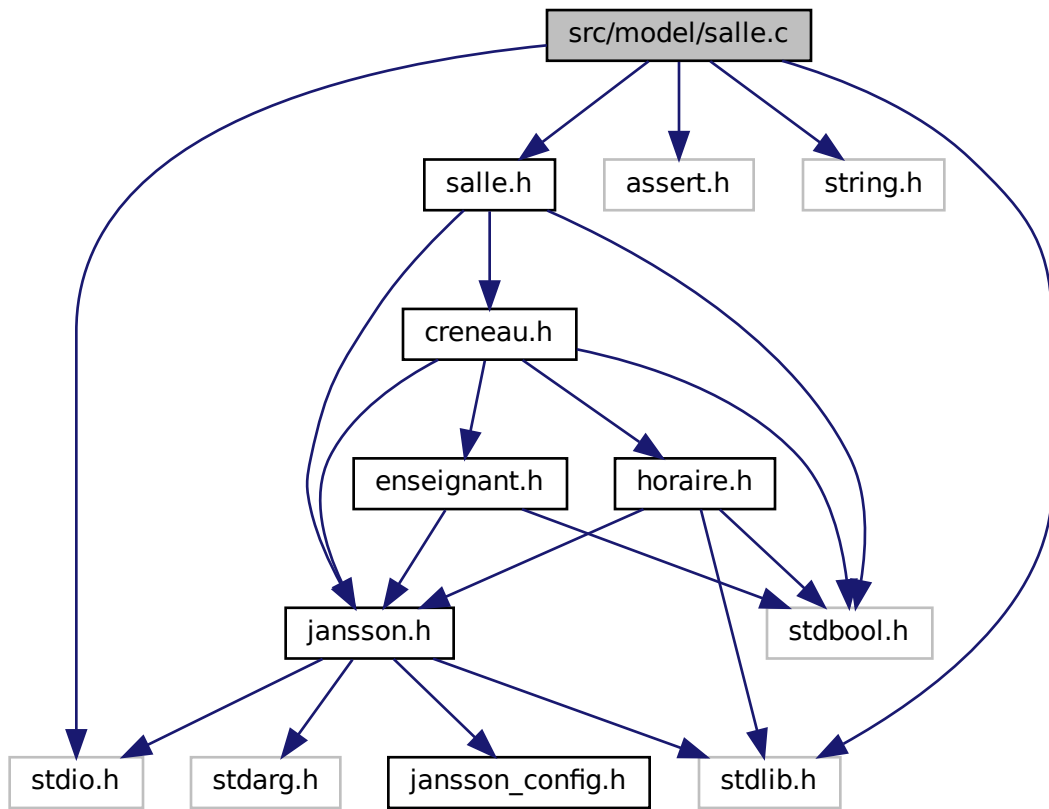 src/model/salle.c
salle.h
assert.h
string.h
creneau.h
enseignant.h
horaire.h
jansson.h
stdbool.h
stdio.h
stdarg.h
jansson_config.h
stdlib.h